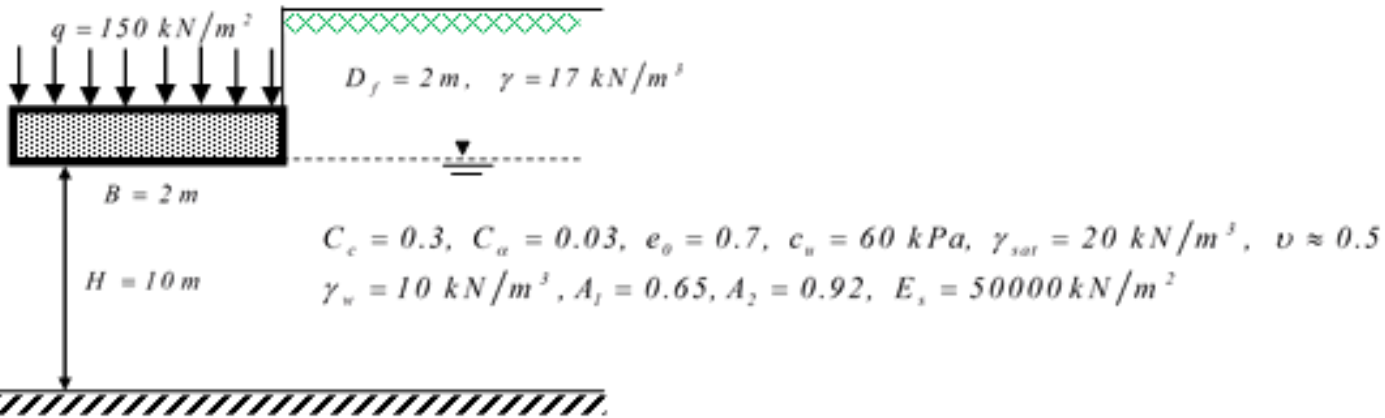 q = 150 kN/m²
D_f = 2 m, γ = 17 kN/m³
B = 2 m
C_c = 0.3, C_α = 0.03, e_0 = 0.7, c_u = 60 kPa, γ_sat = 20 kN/m³, υ ≈ 0.5
H = 10 m
γ_w = 10 kN/m³, A_1 = 0.65, A_2 = 0.92, E_s = 50000 kN/m²